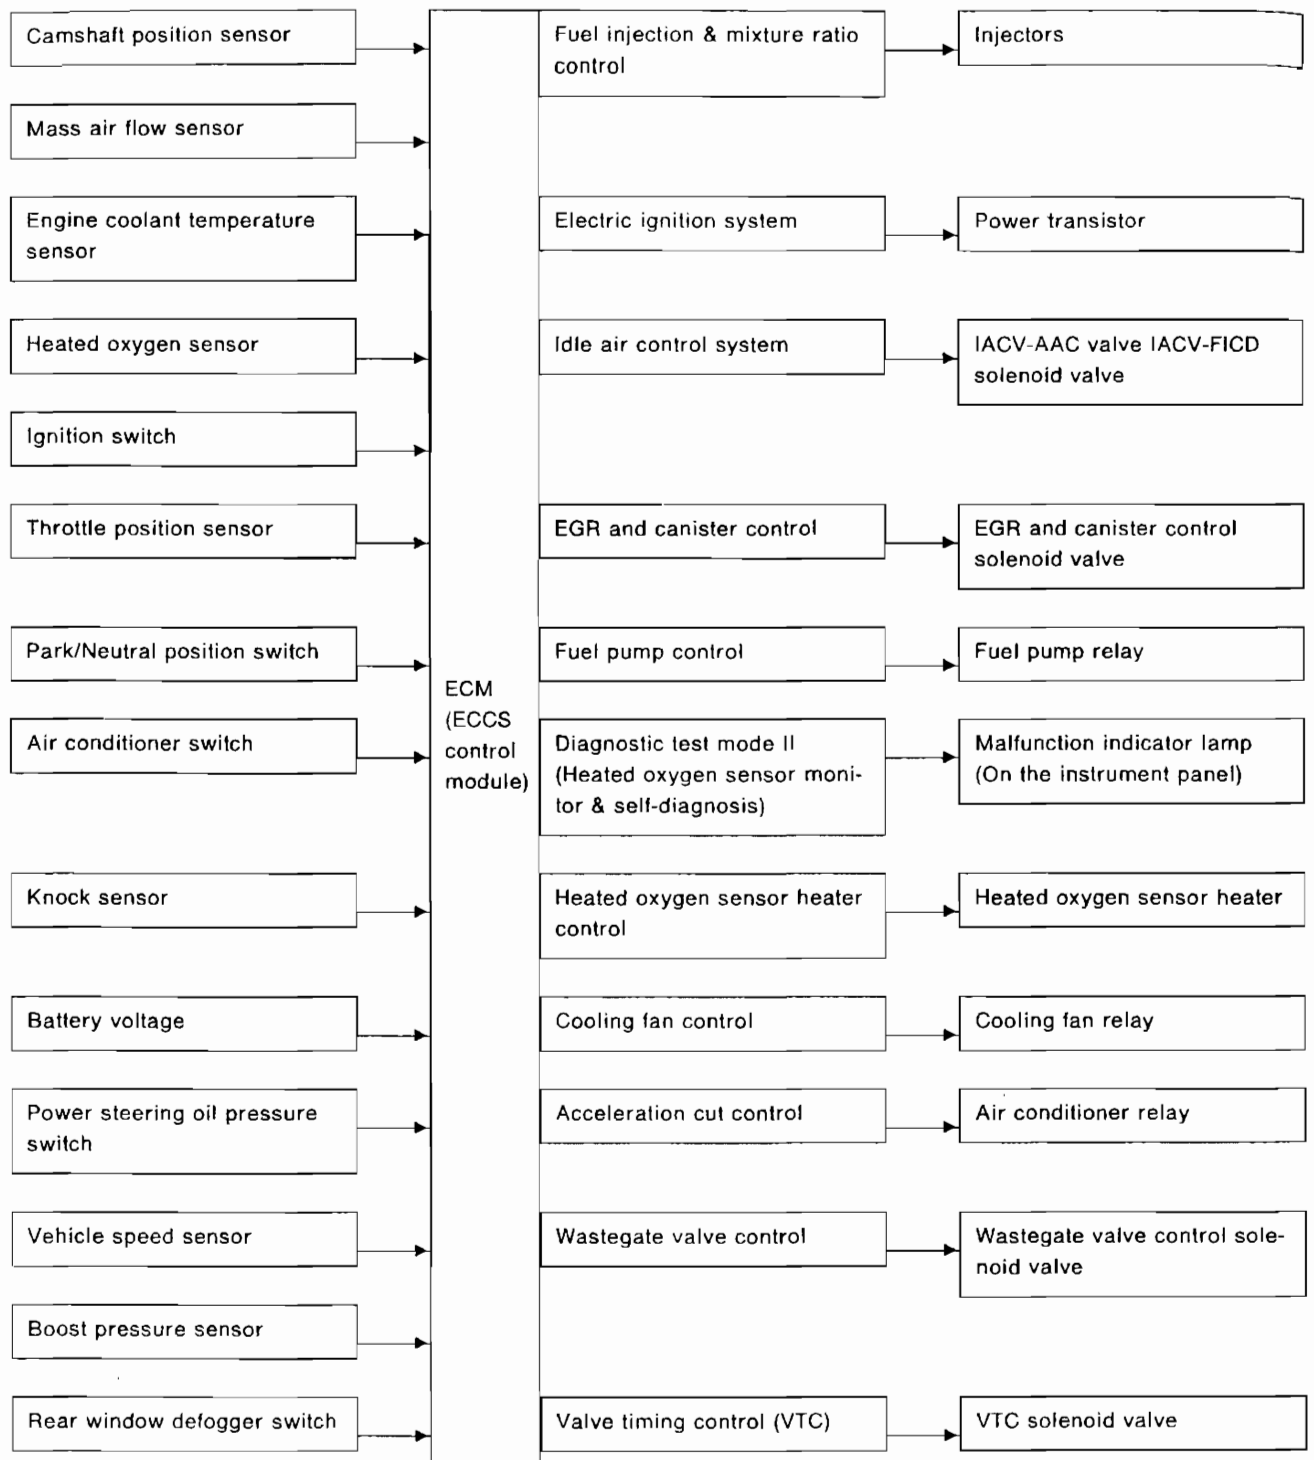 Camshaft position sensor
Mass air flow sensor
Engine coolant temperature
sensor
Heated oxygen sensor
Ignition switch
Throttle position sensor
Park/Neutral position switch
Air conditioner switch
Knock sensor
Battery voltage
Power steering oil pressure
switch
Vehicle speed sensor
Boost pressure sensor
Rear window defogger switch
ECM
(ECCS
control
module)
Fuel injection & mixture ratio
control
Electric ignition system
Idle air control system
EGR and canister control
Fuel pump control
Diagnostic test mode II
(Heated oxygen sensor moni-
tor & self-diagnosis)
Heated oxygen sensor heater
control
Cooling fan control
Acceleration cut control
Wastegate valve control
Valve timing control (VTC)
Injectors
Power transistor
IACV-AAC valve IACV-FICD
solenoid valve
EGR and canister control
solenoid valve
Fuel pump relay
Malfunction indicator lamp
(On the instrument panel)
Heated oxygen sensor heater
Cooling fan relay
Air conditioner relay
Wastegate valve control sole-
noid valve
VTC solenoid valve